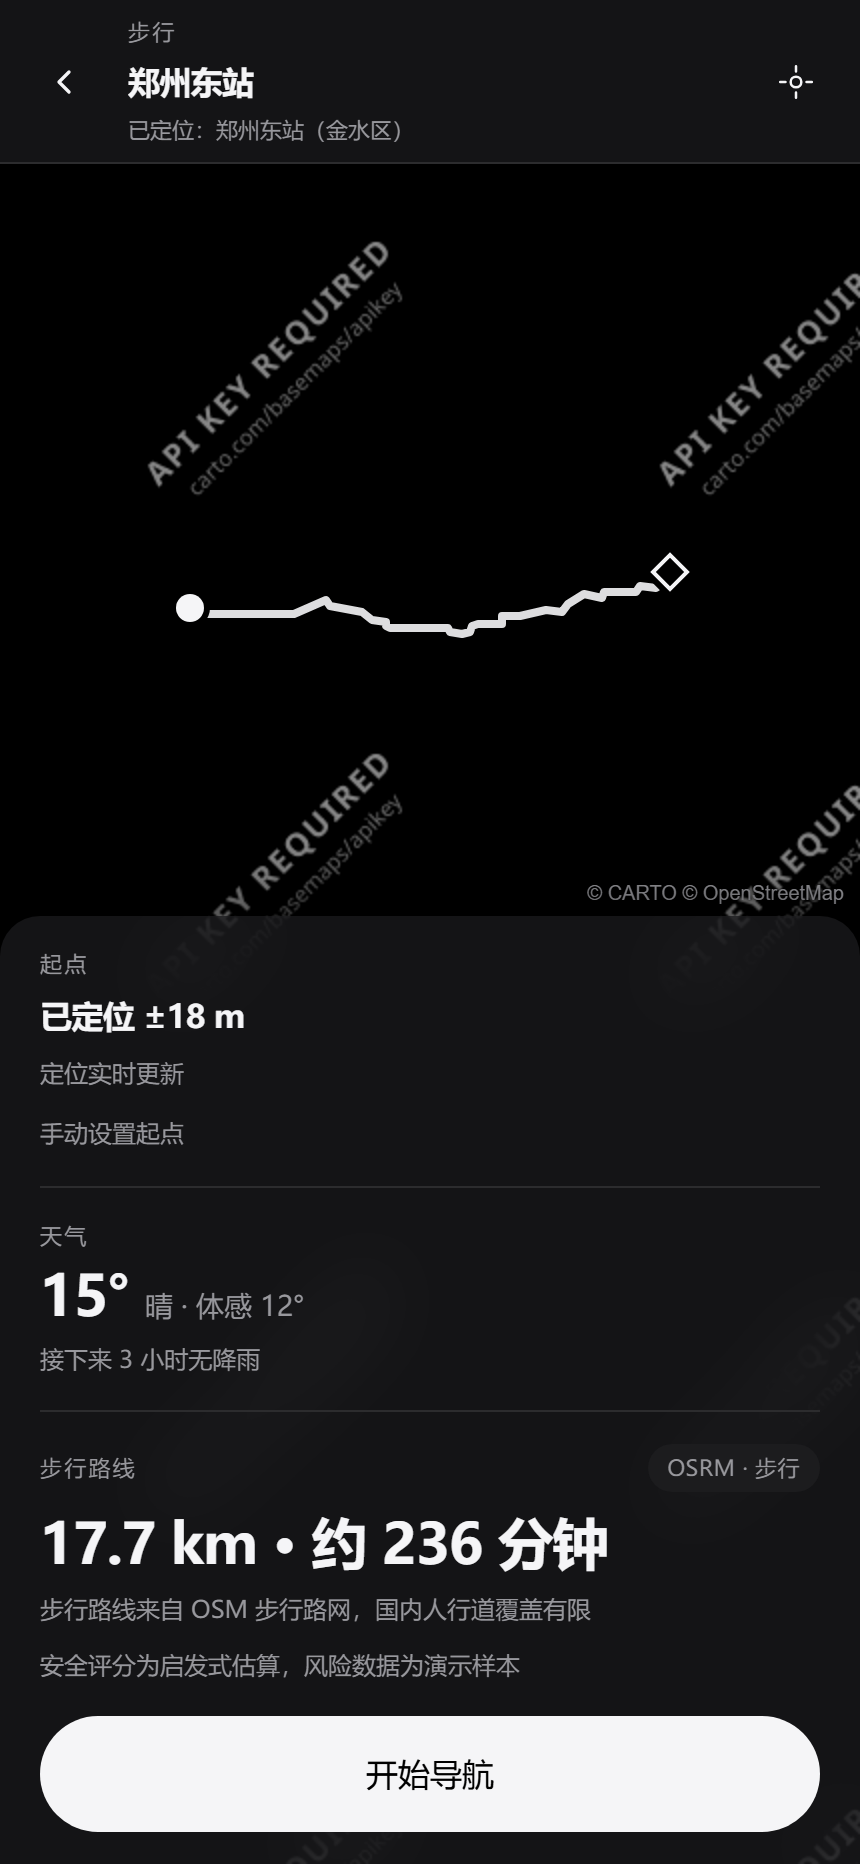 步行
郑州东站
已定位：郑州东站（金水区）
API KEY REQUIRED
carto.com/basemaps/apikey
API KEY REQUIR
carto.com/basemaps/
API KEY REQUIRED
com/basemaps/apikey
API KEY REQUIR
© CARTO © OpenStreetMap
起点
已定位 ±18 m
定位实时更新
手动设置起点
天气
15° 晴 · 体感 12°
接下来 3 小时无降雨
步行路线
OSRM · 步行
17.7 km • 约 236 分钟
步行路线来自 OSM 步行路网，国内人行道覆盖有限
安全评分为启发式估算，风险数据为演示样本
开始导航